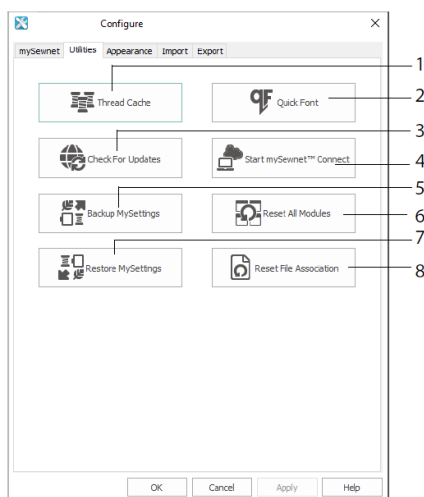 Configure
mySewnet Utilities Appearance Import Export
1
Thread Cache
Quick Font
2
3
Check For Updates
Start mySewnet™ Connect
4
5
Backup MySettings
Reset All Modules
6
7
Restore MySettings
Reset File Association
8
OK Cancel Apply Help